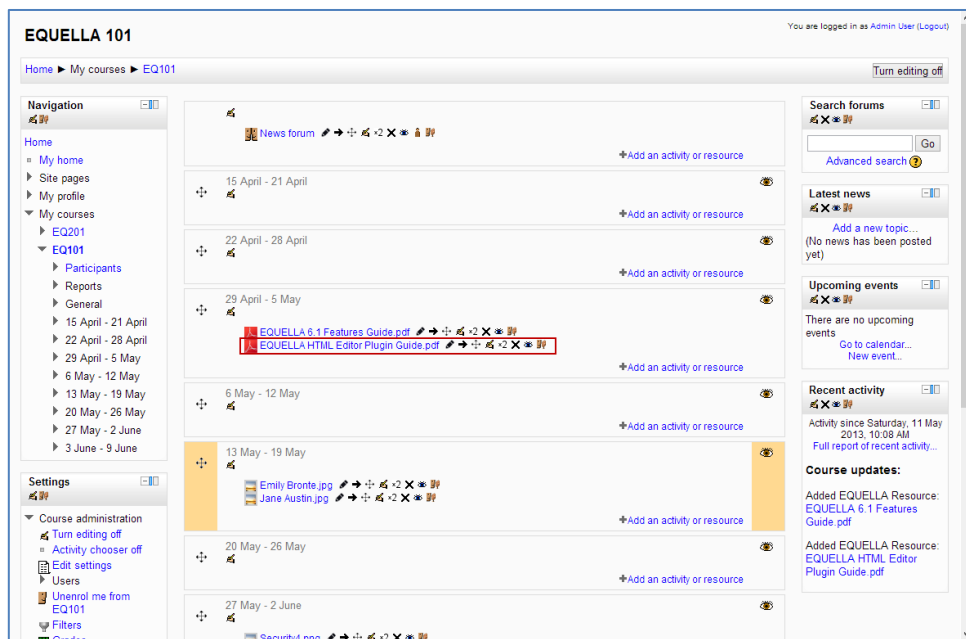 EQUELLA 101
You are logged in as Admin User (Logout)
Home ► My courses ► EQ101
Turn editing off
Navigation
Home
My home
Site pages
My profile
My courses
EQ201
EQ101
Participants
Reports
General
15 April - 21 April
22 April - 28 April
29 April - 5 May
6 May - 12 May
13 May - 19 May
20 May - 26 May
27 May - 2 June
3 June - 9 June
Settings
Course administration
Turn editing off
Activity chooser off
Edit settings
Users
Unenrol me from
EQ101
Filters
Grades
News forum ×2
Add an activity or resource
15 April - 21 April
Add an activity or resource
22 April - 28 April
Add an activity or resource
29 April - 5 May
EQUELLA 6.1 Features Guide.pdf ×2
EQUELLA HTML Editor Plugin Guide.pdf ×2
Add an activity or resource
6 May - 12 May
Add an activity or resource
13 May - 19 May
Emily Bronte.jpg ×2
Jane Austin.jpg ×2
Add an activity or resource
20 May - 26 May
Add an activity or resource
27 May - 2 June
Security4.png ×2
Search forums
Go
Advanced search ?
Latest news
Add a new topic...
(No news has been posted
yet)
Upcoming events
There are no upcoming
events
Go to calendar...
New event...
Recent activity
Activity since Saturday, 11 May
2013, 10:08 AM
Full report of recent activity...
Course updates:
Added EQUELLA Resource:
EQUELLA 6.1 Features
Guide.pdf
Added EQUELLA Resource:
EQUELLA HTML Editor
Plugin Guide.pdf